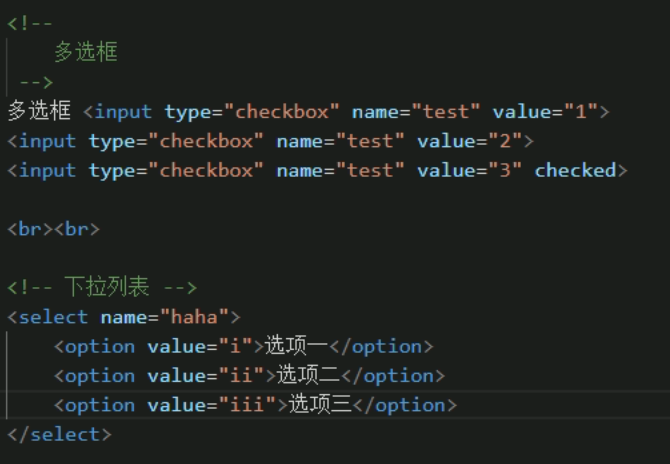 <!--
多选框
-->
多选框 <input type="checkbox" name="test" value="1">
<input type="checkbox" name="test" value="2">
<input type="checkbox" name="test" value="3" checked>
<br><br>
<!-- 下拉列表 -->
<select name="haha">
<option value="i">选项一</option>
<option value="ii">选项二</option>
<option value="iii">选项三</option>
</select>